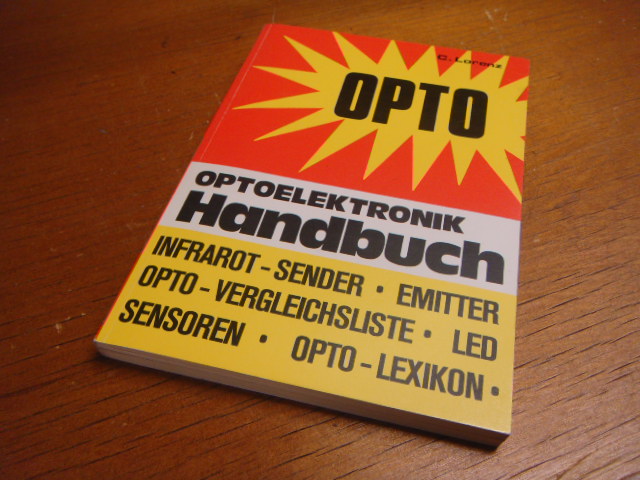 C. Lorenz
OPTO
OPTOELEKTRONIK
Handbuch
INFRAROT - SENDER • EMITTER
OPTO - VERGLEICHSLISTE • LED
SENSOREN • OPTO - LEXIKON •